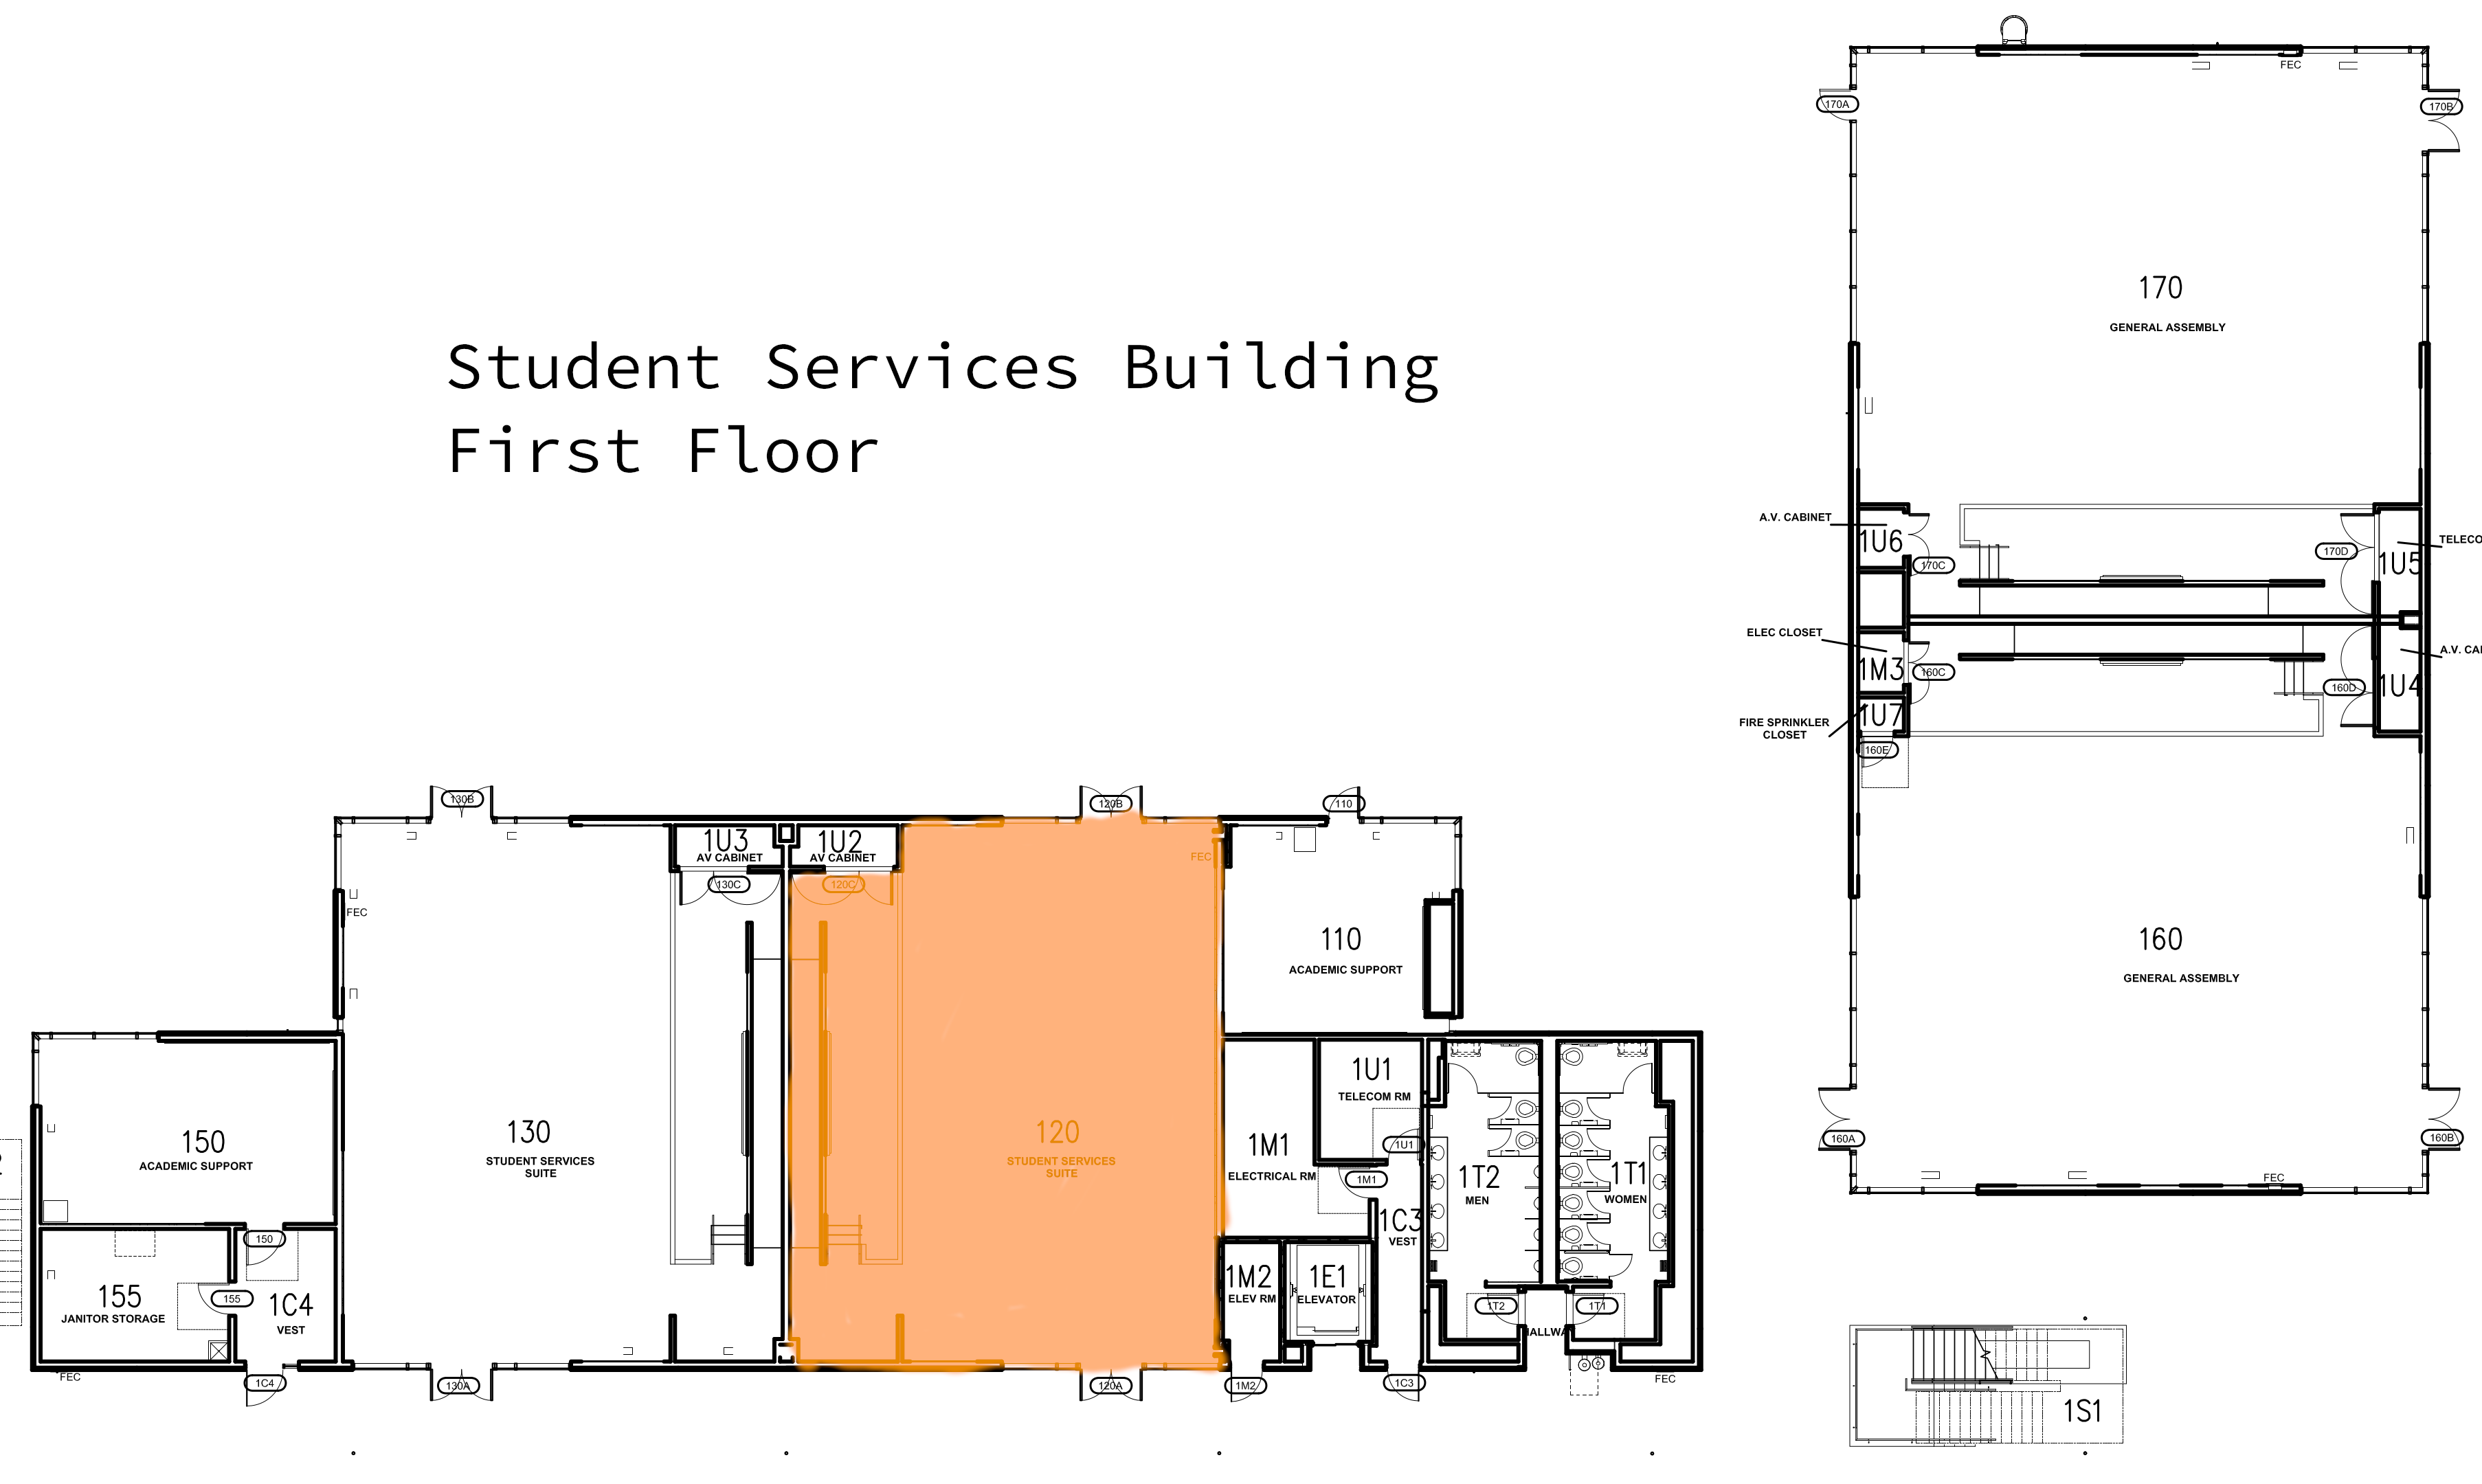 Student Services Building
First Floor
170A
170B
FEC
170
GENERAL ASSEMBLY
A.V. CABINET
1U6
170C
170D
1U5
ELEC CLOSET
1M3
160C
160D
1U4
FIRE SPRINKLER
CLOSET
1U7
160E
160
GENERAL ASSEMBLY
160A
160B
FEC
1S1
130B
120B
110
1U3
AV CABINET
1U2
AV CABINET
130C
120C
FEC
FEC
110
ACADEMIC SUPPORT
150
ACADEMIC SUPPORT
130
STUDENT SERVICES
SUITE
120
STUDENT SERVICES
SUITE
1U1
TELECOM RM
1U1
1M1
ELECTRICAL RM
1M1
1T2
MEN
1T1
WOMEN
1C3
VEST
150
155
JANITOR STORAGE
155
1C4
VEST
1M2
ELEV RM
1E1
ELEVATOR
1T2
1T1
FEC
1C4
130A
120A
1M2
1C3
FEC